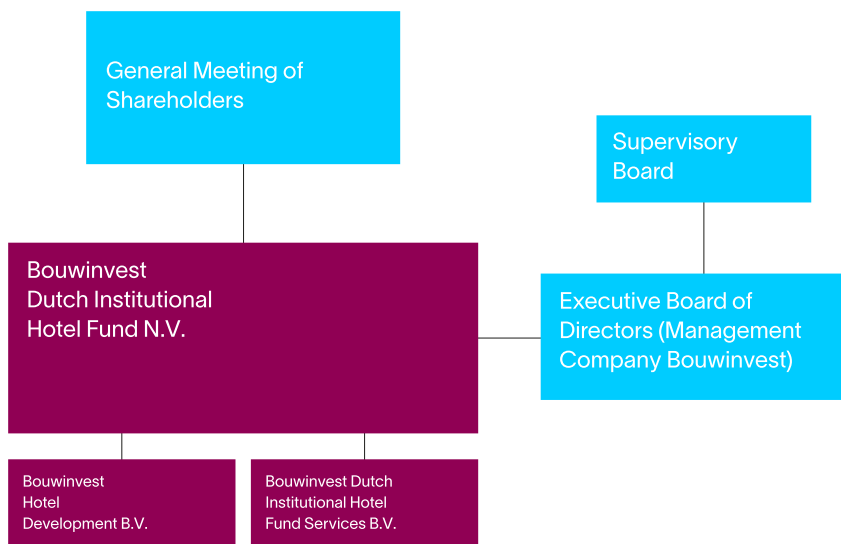 General Meeting of
Shareholders
Supervisory
Board
Bouwinvest
Dutch Institutional
Hotel Fund N.V.
Executive Board of
Directors (Management
Company Bouwinvest)
Bouwinvest
Hotel
Development B.V.
Bouwinvest Dutch
Institutional Hotel
Fund Services B.V.